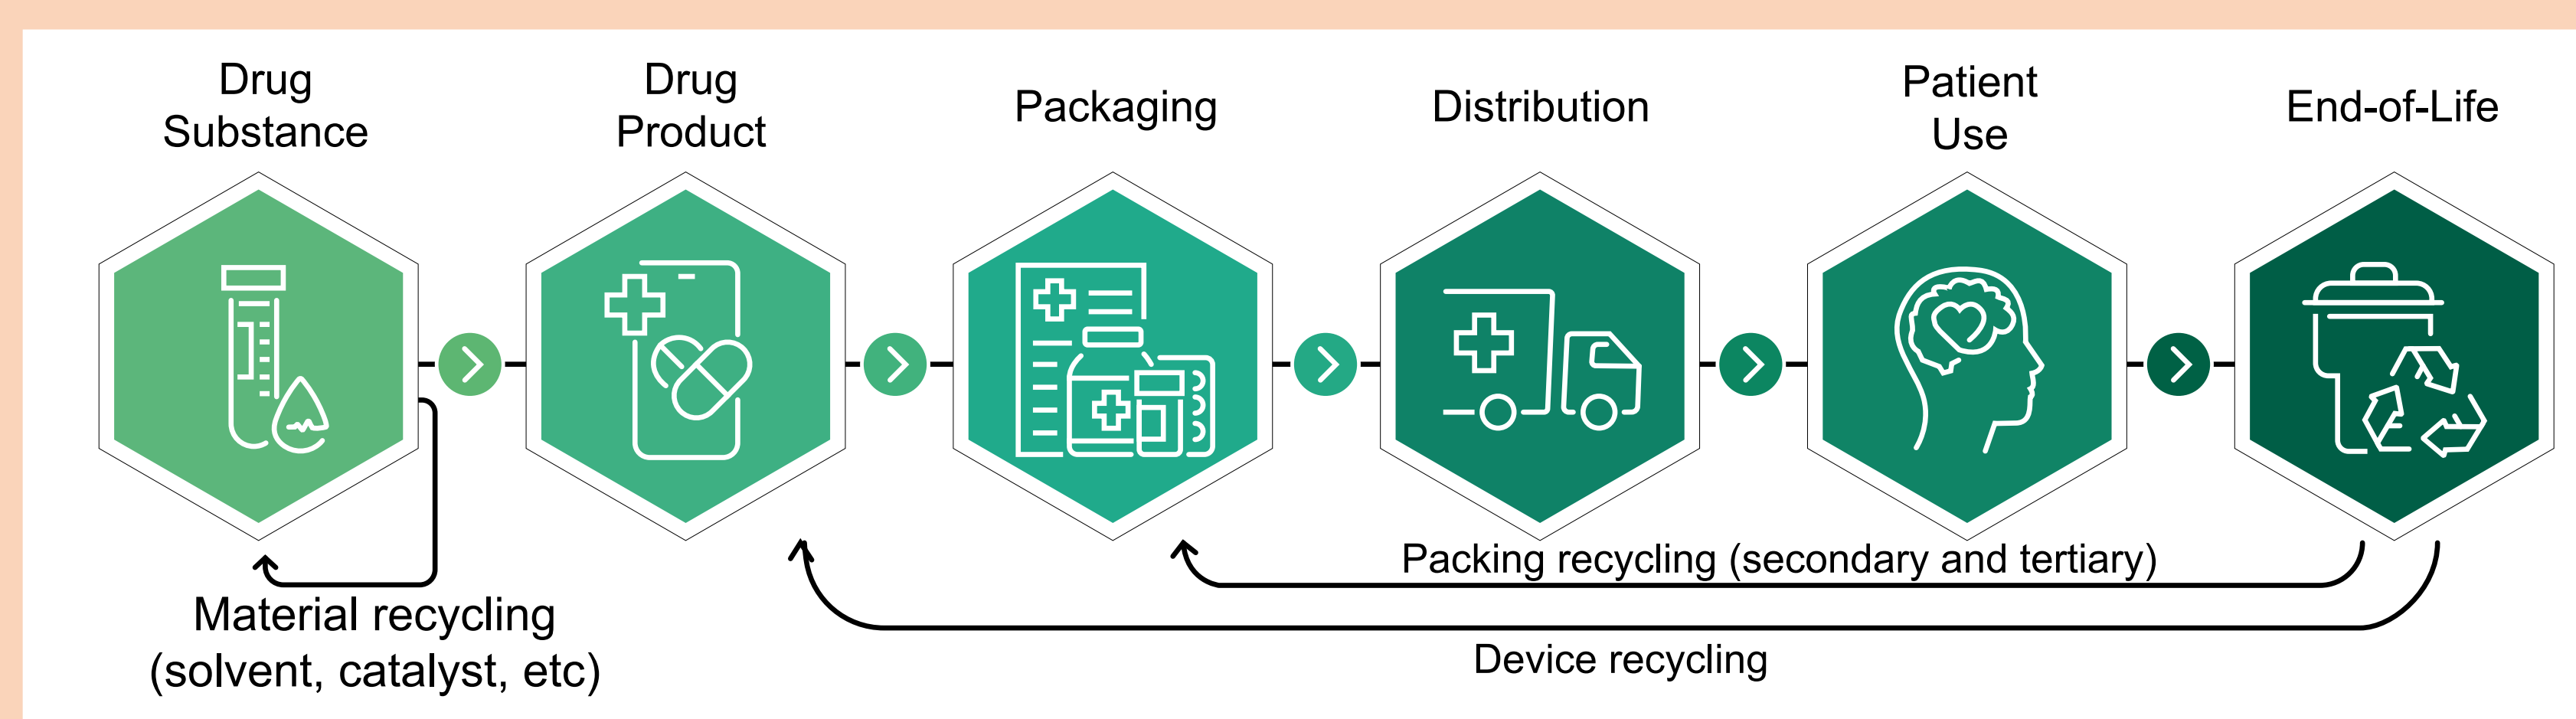 Drug
Substance
Drug
Product
Packaging
Distribution
Patient
Use
End-of-Life
Packing recycling (secondary and tertiary)
Material recycling
(solvent, catalyst, etc)
Device recycling